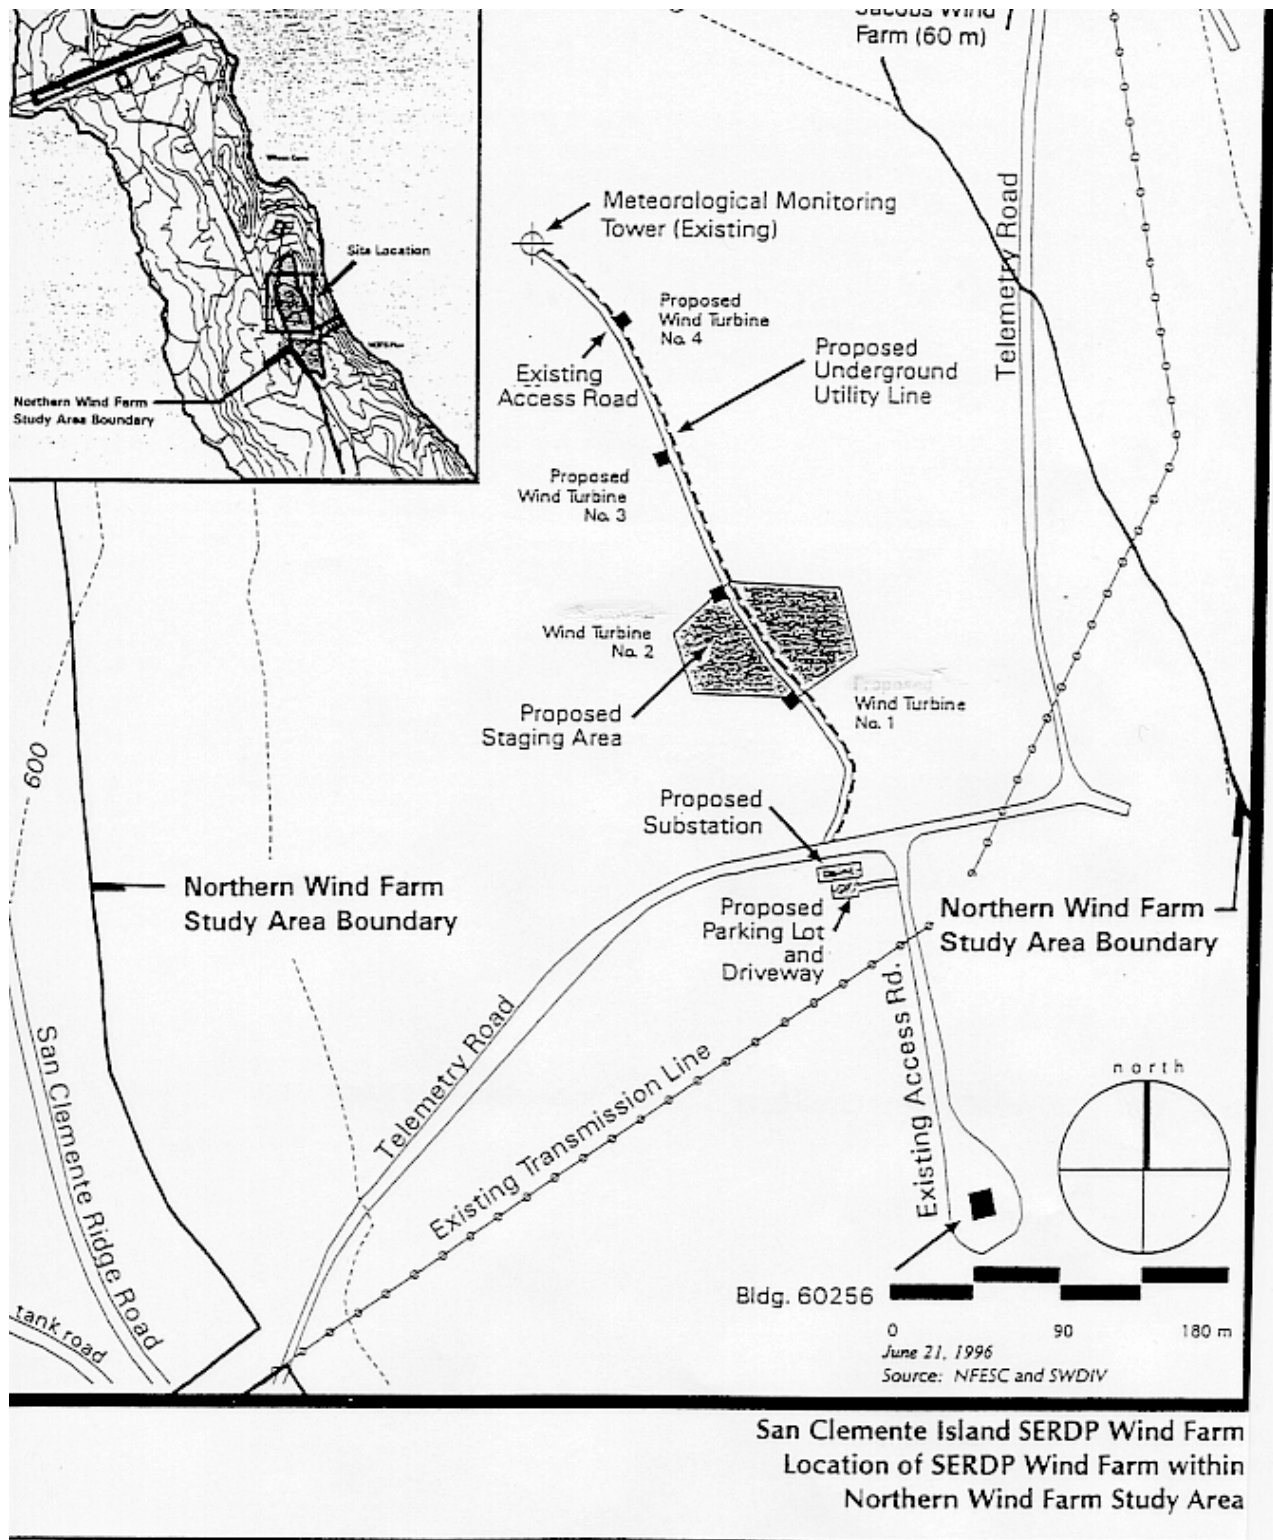 Jacobs Wind
Farm (60 m)
Site Location
Northern Wind Farm
Study Area Boundary
Meteorological Monitoring
Tower (Existing)
Telemetry Road
Proposed
Wind Turbine
No. 4
Existing
Access Road
Proposed
Underground
Utility Line
Proposed
Wind Turbine
No. 3
Wind Turbine
No. 2
Proposed
Wind Turbine
No. 1
Proposed
Staging Area
600
Proposed
Substation
Northern Wind Farm
Study Area Boundary
Proposed
Parking Lot
and
Driveway
Northern Wind Farm
Study Area Boundary
Telemetry Road
Existing Transmission Line
Existing Access Rd.
San Clemente Ridge Road
tank road
north
Bldg. 60256
0 90 180 m
June 21, 1996
Source: NFESC and SWDIV
San Clemente Island SERDP Wind Farm
Location of SERDP Wind Farm within
Northern Wind Farm Study Area